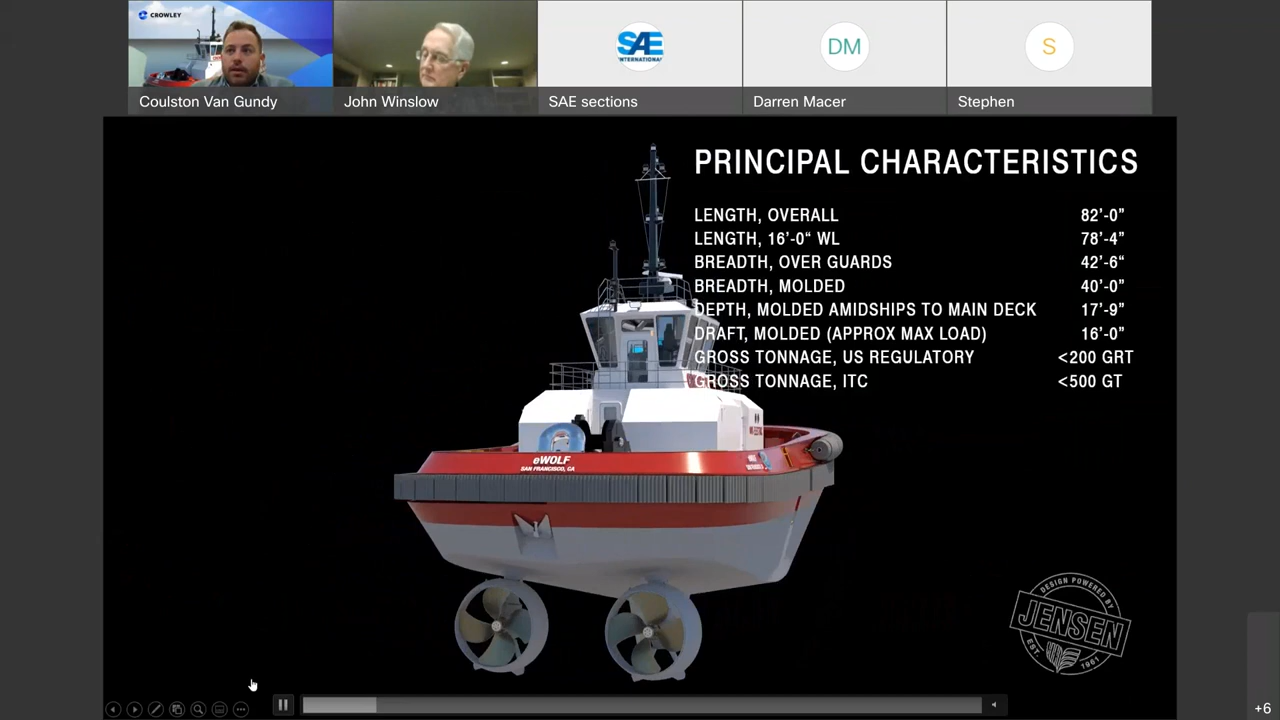 CROWLEY
SAE
INTERNATIONAL
DM
S
Coulston Van Gundy
John Winslow
SAE sections
Darren Macer
Stephen
PRINCIPAL CHARACTERISTICS
LENGTH, OVERALL 82'-0"
LENGTH, 16'-0" WL 78'-4"
BREADTH, OVER GUARDS 42'-6"
BREADTH, MOLDED 40'-0"
DEPTH, MOLDED AMIDSHIPS TO MAIN DECK 17'-9"
DRAFT, MOLDED (APPROX MAX LOAD) 16'-0"
GROSS TONNAGE, US REGULATORY <200 GRT
GROSS TONNAGE, ITC <500 GT
eWOLF
SAN FRANCISCO, CA
DESIGN POWERED BY
JENSEN
EST. 1961
+6